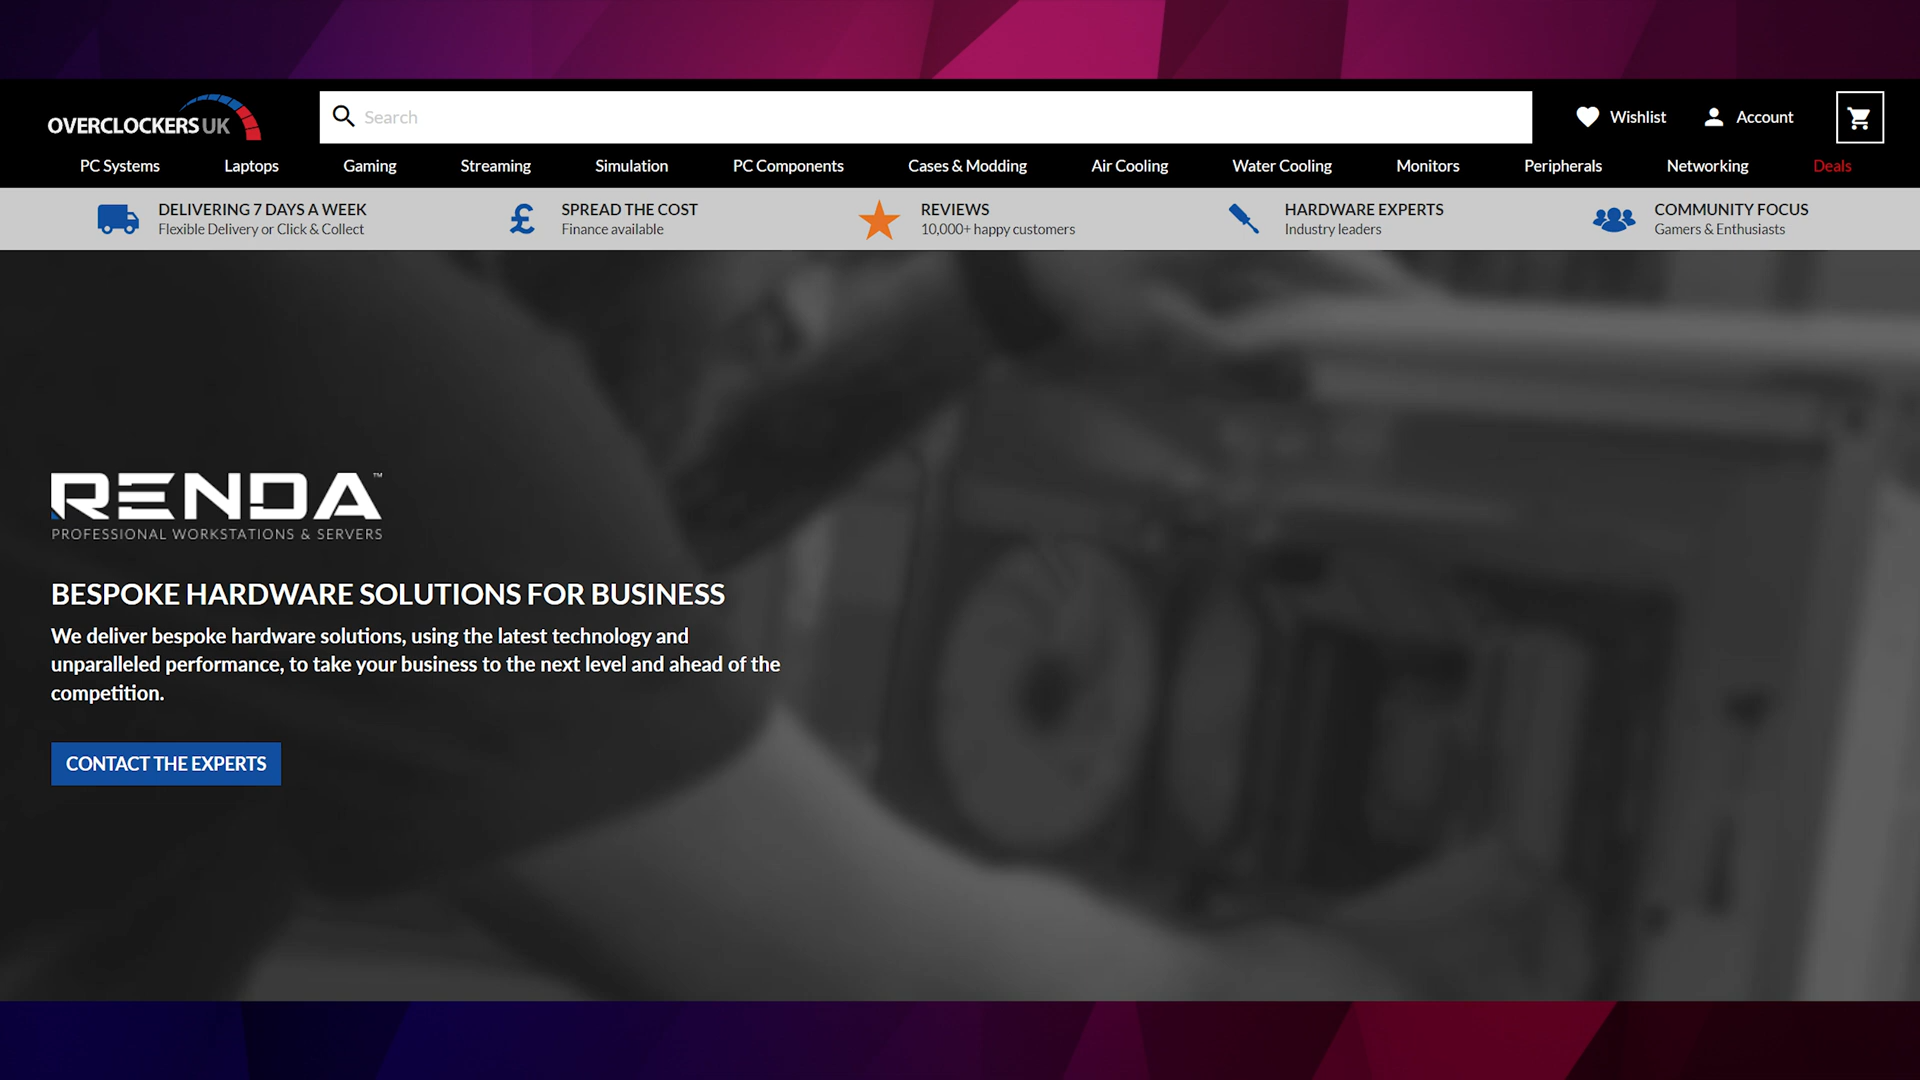 OVERCLOCKERS UK
Search
Wishlist
Account
PC Systems
Laptops
Gaming
Streaming
Simulation
PC Components
Cases & Modding
Air Cooling
Water Cooling
Monitors
Peripherals
Networking
Deals
DELIVERING 7 DAYS A WEEK
Flexible Delivery or Click & Collect
SPREAD THE COST
Finance available
REVIEWS
10,000+ happy customers
HARDWARE EXPERTS
Industry leaders
COMMUNITY FOCUS
Gamers & Enthusiasts
RENDA™
PROFESSIONAL WORKSTATIONS & SERVERS
BESPOKE HARDWARE SOLUTIONS FOR BUSINESS
We deliver bespoke hardware solutions, using the latest technology and
unparalleled performance, to take your business to the next level and ahead of the
competition.
CONTACT THE EXPERTS